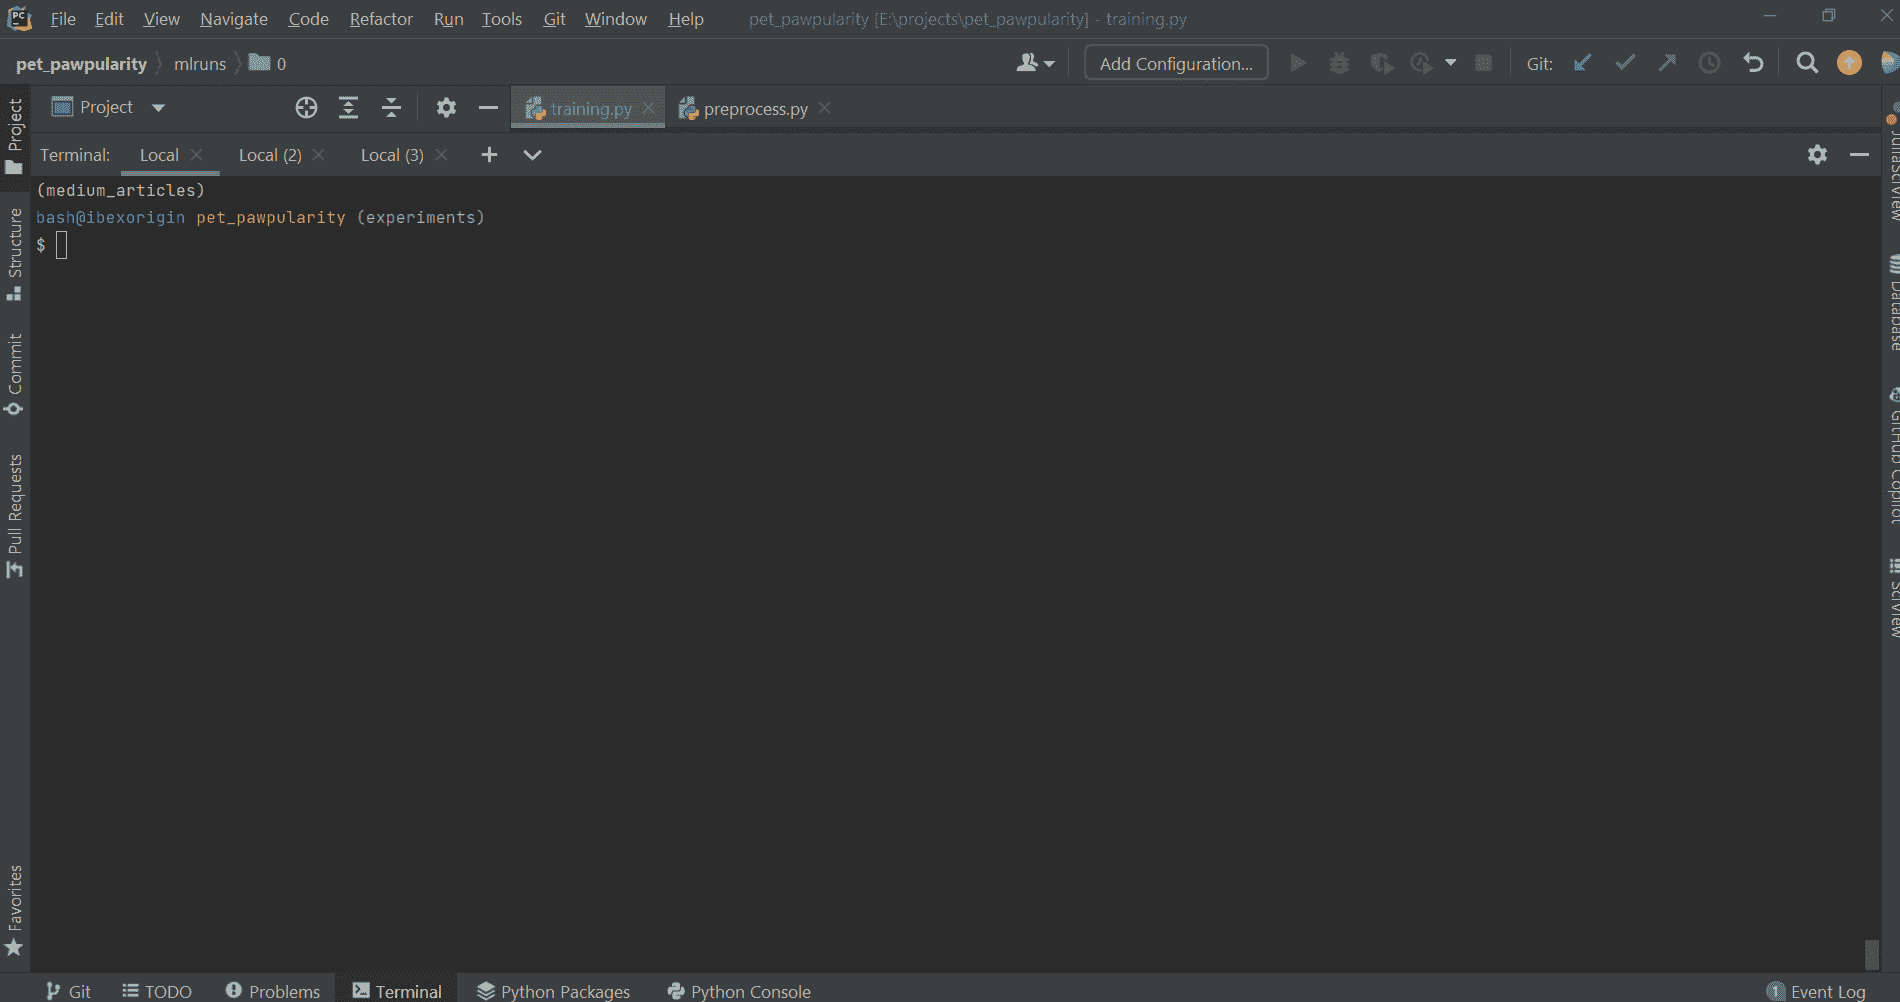 PC File Edit View Navigate Code Refactor Run Tools Git Window Help pet_pawpularity [E:\projects\pet_pawpularity] - training.py
pet_pawpularity mlruns 0 Add Configuration... Git:
Project training.py preprocess.py
Terminal: Local Local (2) Local (3)
(medium_articles)
bash@ibexorigin pet_pawpularity (experiments)
$
Project
Structure
Commit
Pull Requests
Favorites
Database
GitHub Copilot
SciView
Git TODO Problems Terminal Python Packages Python Console 1 Event Log